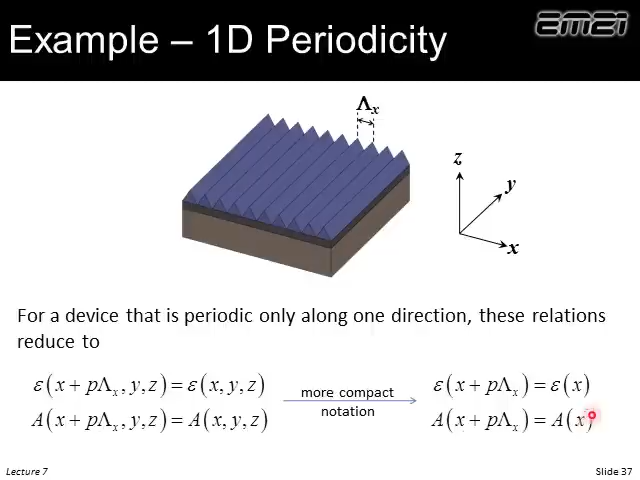 Example – 1D Periodicity
EM21
Λₓ
z
y
x
For a device that is periodic only along one direction, these relations
reduce to
ε(x + pΛₓ, y, z) = ε(x, y, z)
A(x + pΛₓ, y, z) = A(x, y, z)
more compact
notation
ε(x + pΛₓ) = ε(x)
A(x + pΛₓ) = A(x)
Lecture 7
Slide 37